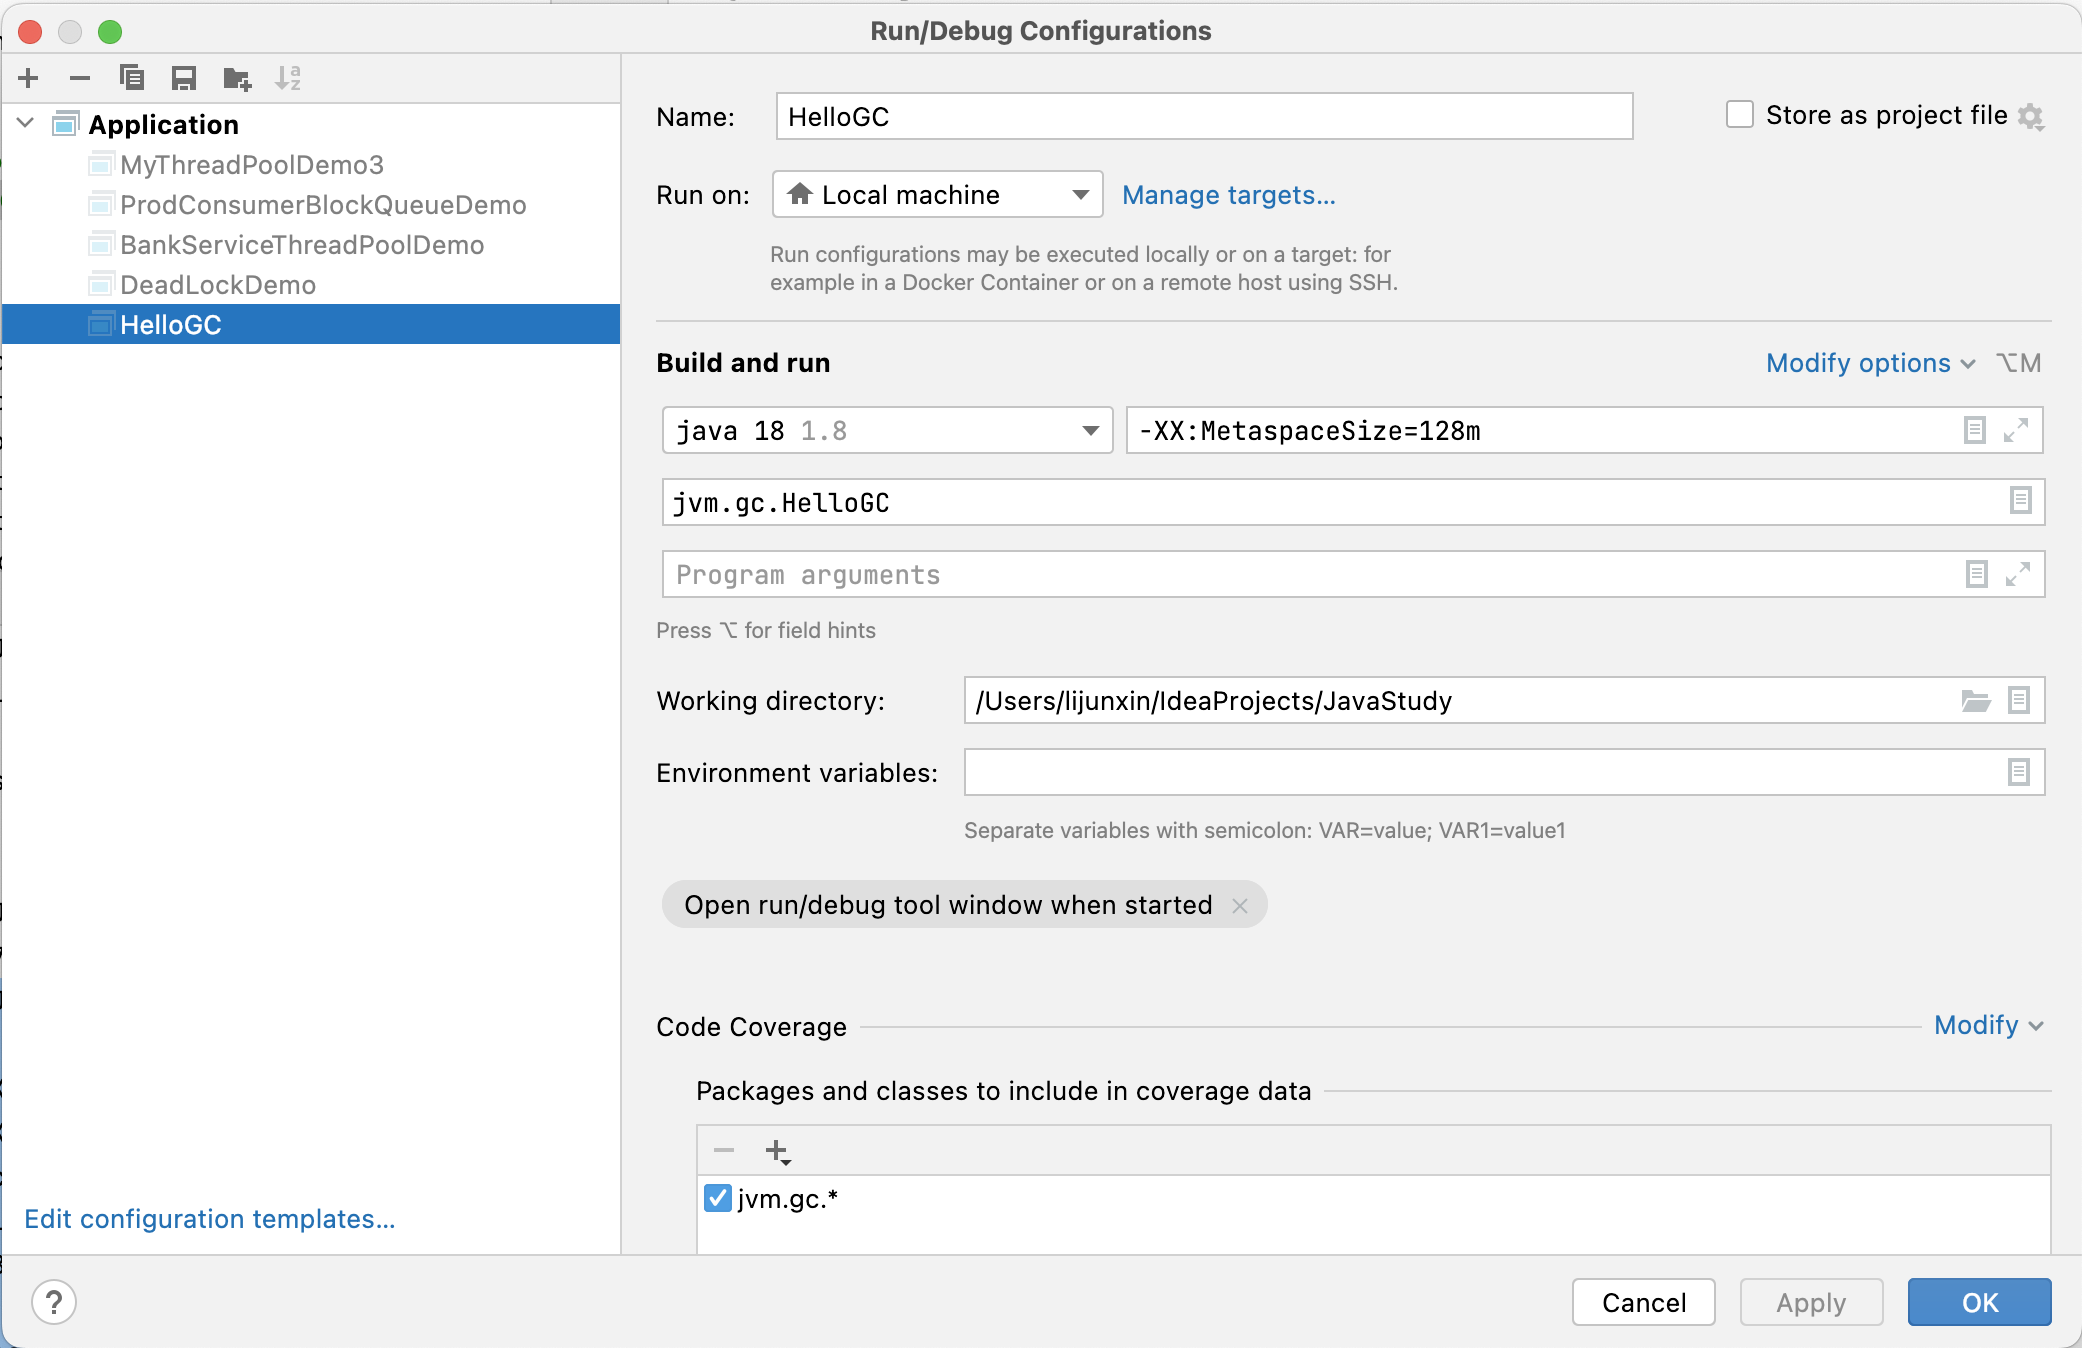 Run/Debug Configurations
Application
MyThreadPoolDemo3
ProdConsumerBlockQueueDemo
BankServiceThreadPoolDemo
DeadLockDemo
HelloGC
Edit configuration templates...
Name: HelloGC
Store as project file
Run on: Local machine Manage targets...
Run configurations may be executed locally or on a target: for
example in a Docker Container or on a remote host using SSH.
Build and run
Modify options ⌥M
java 18 1.8
-XX:MetaspaceSize=128m
jvm.gc.HelloGC
Program arguments
Press ⌥ for field hints
Working directory: /Users/lijunxin/IdeaProjects/JavaStudy
Environment variables:
Separate variables with semicolon: VAR=value; VAR1=value1
Open run/debug tool window when started
Code Coverage
Modify
Packages and classes to include in coverage data
jvm.gc.*
?
Cancel
Apply
OK